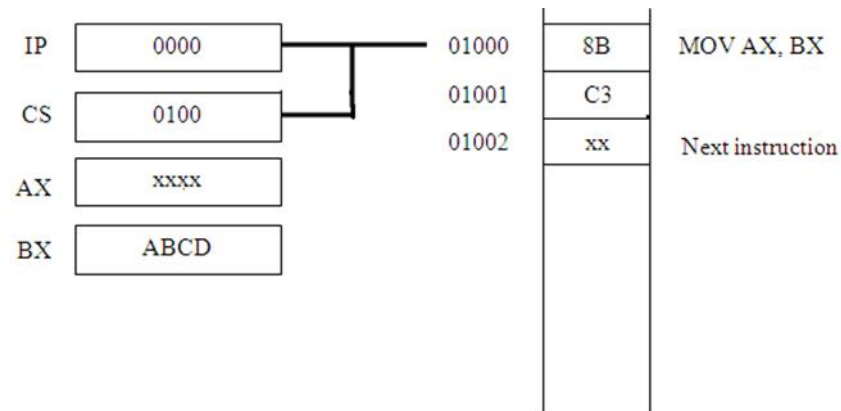 IP 0000 01000 8B MOV AX, BX
01001 C3
CS 0100
01002 xx Next instruction
AX xxxx
BX ABCD